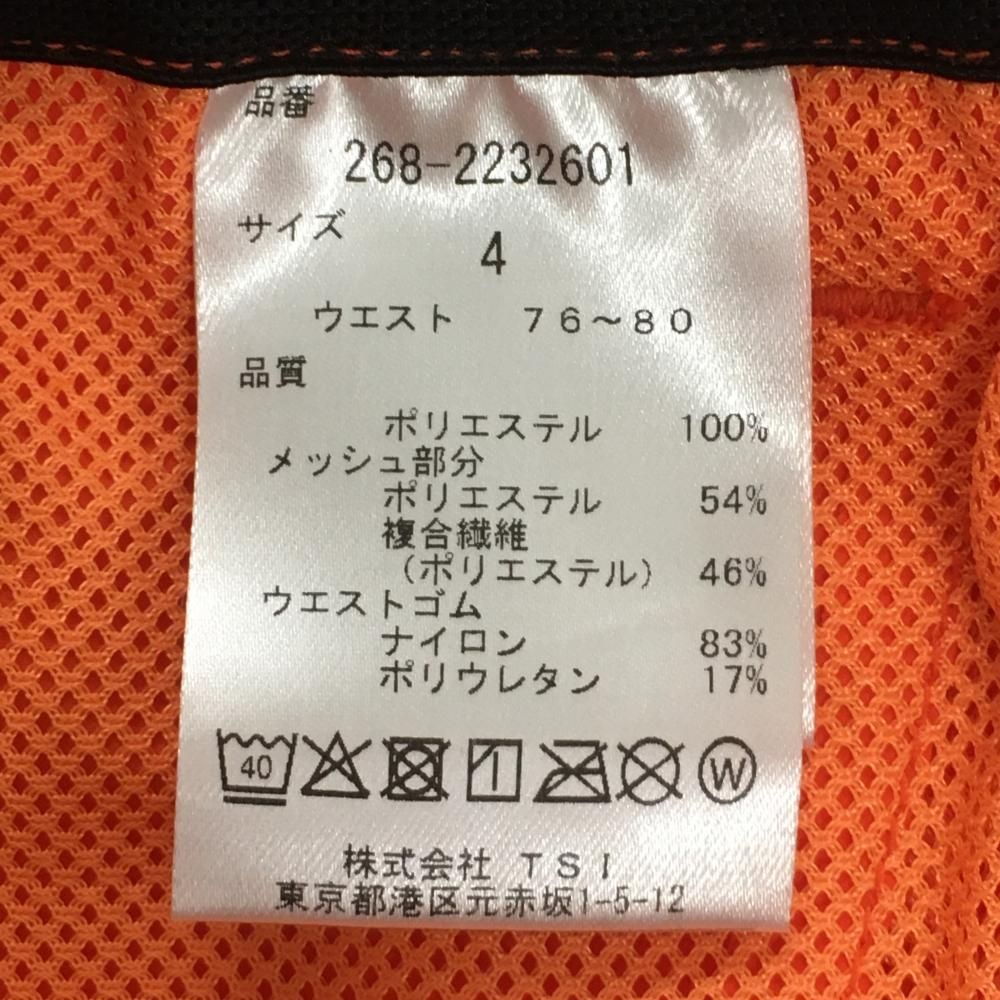 品番
268-2232601
サイズ
4
ウエスト 76~80
品質
ポリエステル 100%
メッシュ部分
ポリエステル 54%
複合繊維
(ポリエステル) 46%
ウエストゴム
ナイロン 83%
ポリウレタン 17%
40 W
株式会社 TSI
東京都港区元赤坂1-5-12